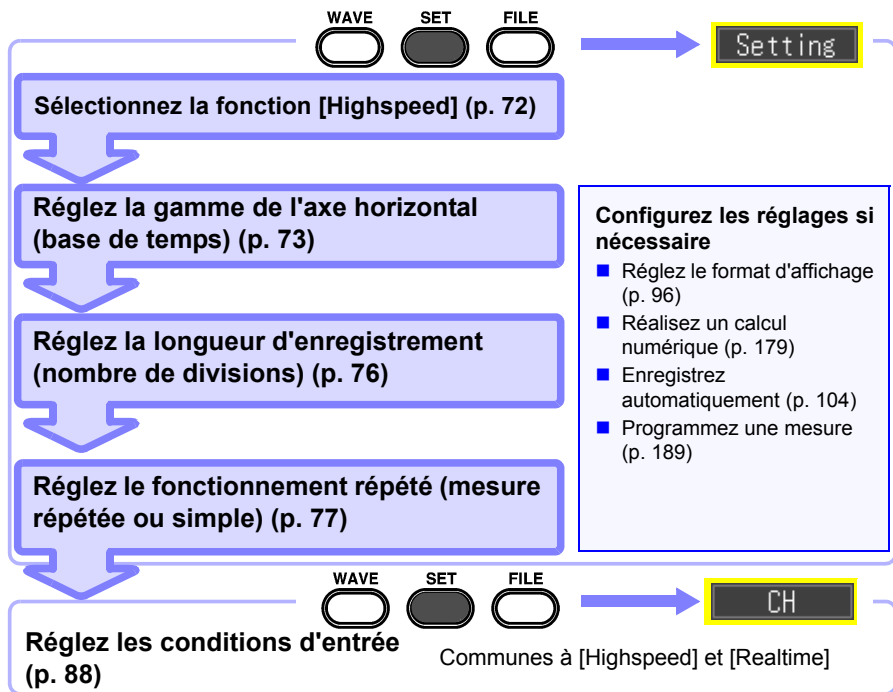 WAVE SET FILE
Setting
Sélectionnez la fonction [Highspeed] (p. 72)
Réglez la gamme de l'axe horizontal
(base de temps) (p. 73)
Réglez la longueur d'enregistrement
(nombre de divisions) (p. 76)
Réglez le fonctionnement répété (mesure
répétée ou simple) (p. 77)
Configurez les réglages si
nécessaire
■ Réglez le format d'affichage
(p. 96)
■ Réalisez un calcul
numérique (p. 179)
■ Enregistrez
automatiquement (p. 104)
■ Programmez une mesure
(p. 189)
WAVE SET FILE
CH
Réglez les conditions d'entrée
(p. 88)
Communes à [Highspeed] et [Realtime]